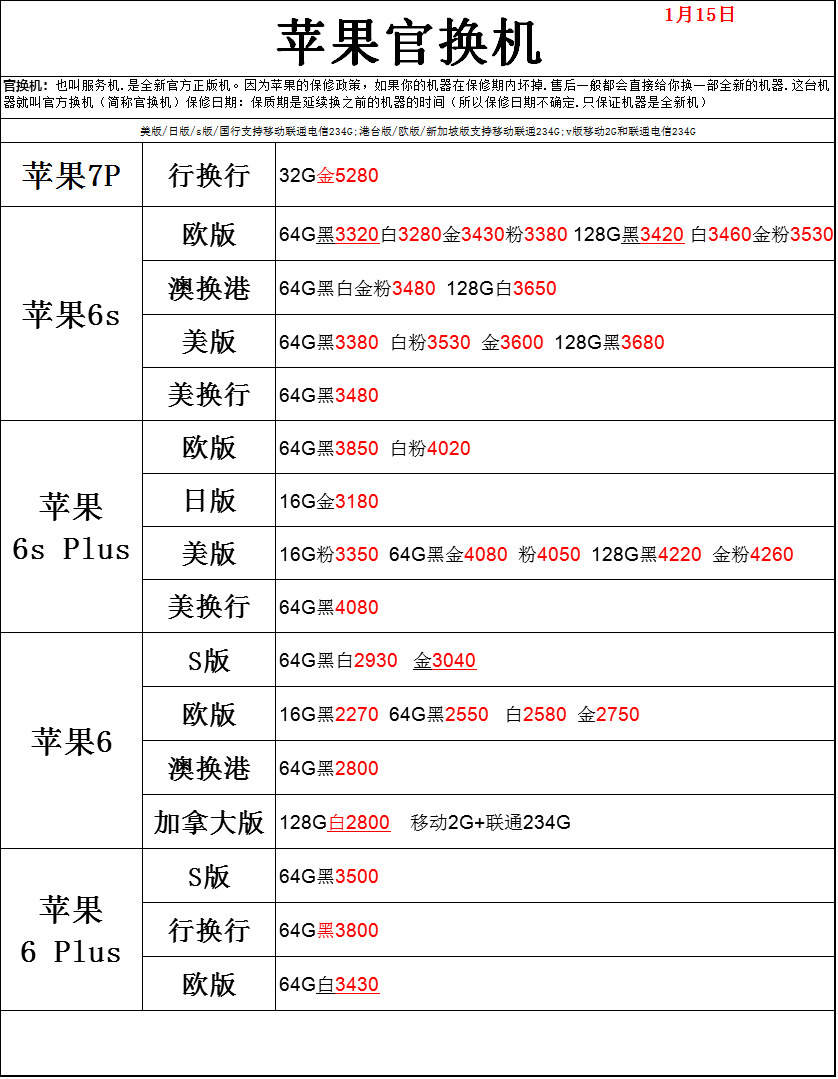 1月15日
苹果官换机
官换机: 也叫服务机.是全新官方正版机。因为苹果的保修政策，如果你的机器在保修期内坏掉.售后一般都会直接给你换一部全新的机器.这台机
器就叫官方换机（简称官换机）保修日期：保质期是延续换之前的机器的时间（所以保修日期不确定.只保证机器是全新机）
美版/日版/s版/国行支持移动联通电信234G;港台版/欧版/新加坡版支持移动联通234G;v版移动2G和联通电信234G
苹果7P 行换行 32G金5280
苹果6s
欧版 64G黑3320白3280金3430粉3380 128G黑3420 白3460金粉3530
澳换港 64G黑白金粉3480 128G白3650
美版 64G黑3380 白粉3530 金3600 128G黑3680
美换行 64G黑3480
苹果
6s Plus
欧版 64G黑3850 白粉4020
日版 16G金3180
美版 16G粉3350 64G黑金4080 粉4050 128G黑4220 金粉4260
美换行 64G黑4080
苹果6
S版 64G黑白2930 金3040
欧版 16G黑2270 64G黑2550 白2580 金2750
澳换港 64G黑2800
加拿大版 128G白2800 移动2G+联通234G
苹果
6 Plus
S版 64G黑3500
行换行 64G黑3800
欧版 64G白3430